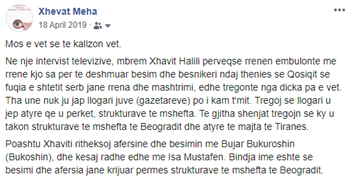 Xhevat Meha
18 April 2019 ·
Mos e vet se te kallzon vet.
Ne nje intervist televizive, mbrem Xhavit Halili perveqse rrenen embulonte me
rrene kjo sa per te deshmuar besim dhe besnikeri ndaj thenies se Qosiqit se
fuqia e shtetit serb jane rrena dhe mashtrimi, edhe tregonte nga dicka pa e vet.
Tha une nuk ju jap llogari juve (gazetareve) po i kam t'mit. Tregoj se llogari u
jep atyre qe u perket, strukturave te mshefta. Te gjitha shenjat tregojn se ky u
takon strukturave te mshefta te Beogradit dhe atyre te majta te Tiranes.
Poashtu Xhaviti ritheksoj afersine dhe besimin me Bujar Bukuroshin
(Bukoshin), dhe kesaj radhe edhe me Isa Mustafen. Bindja ime eshte se
besimi dhe afersia jane krijuar permes strukturave te mshefta te Beogradit.